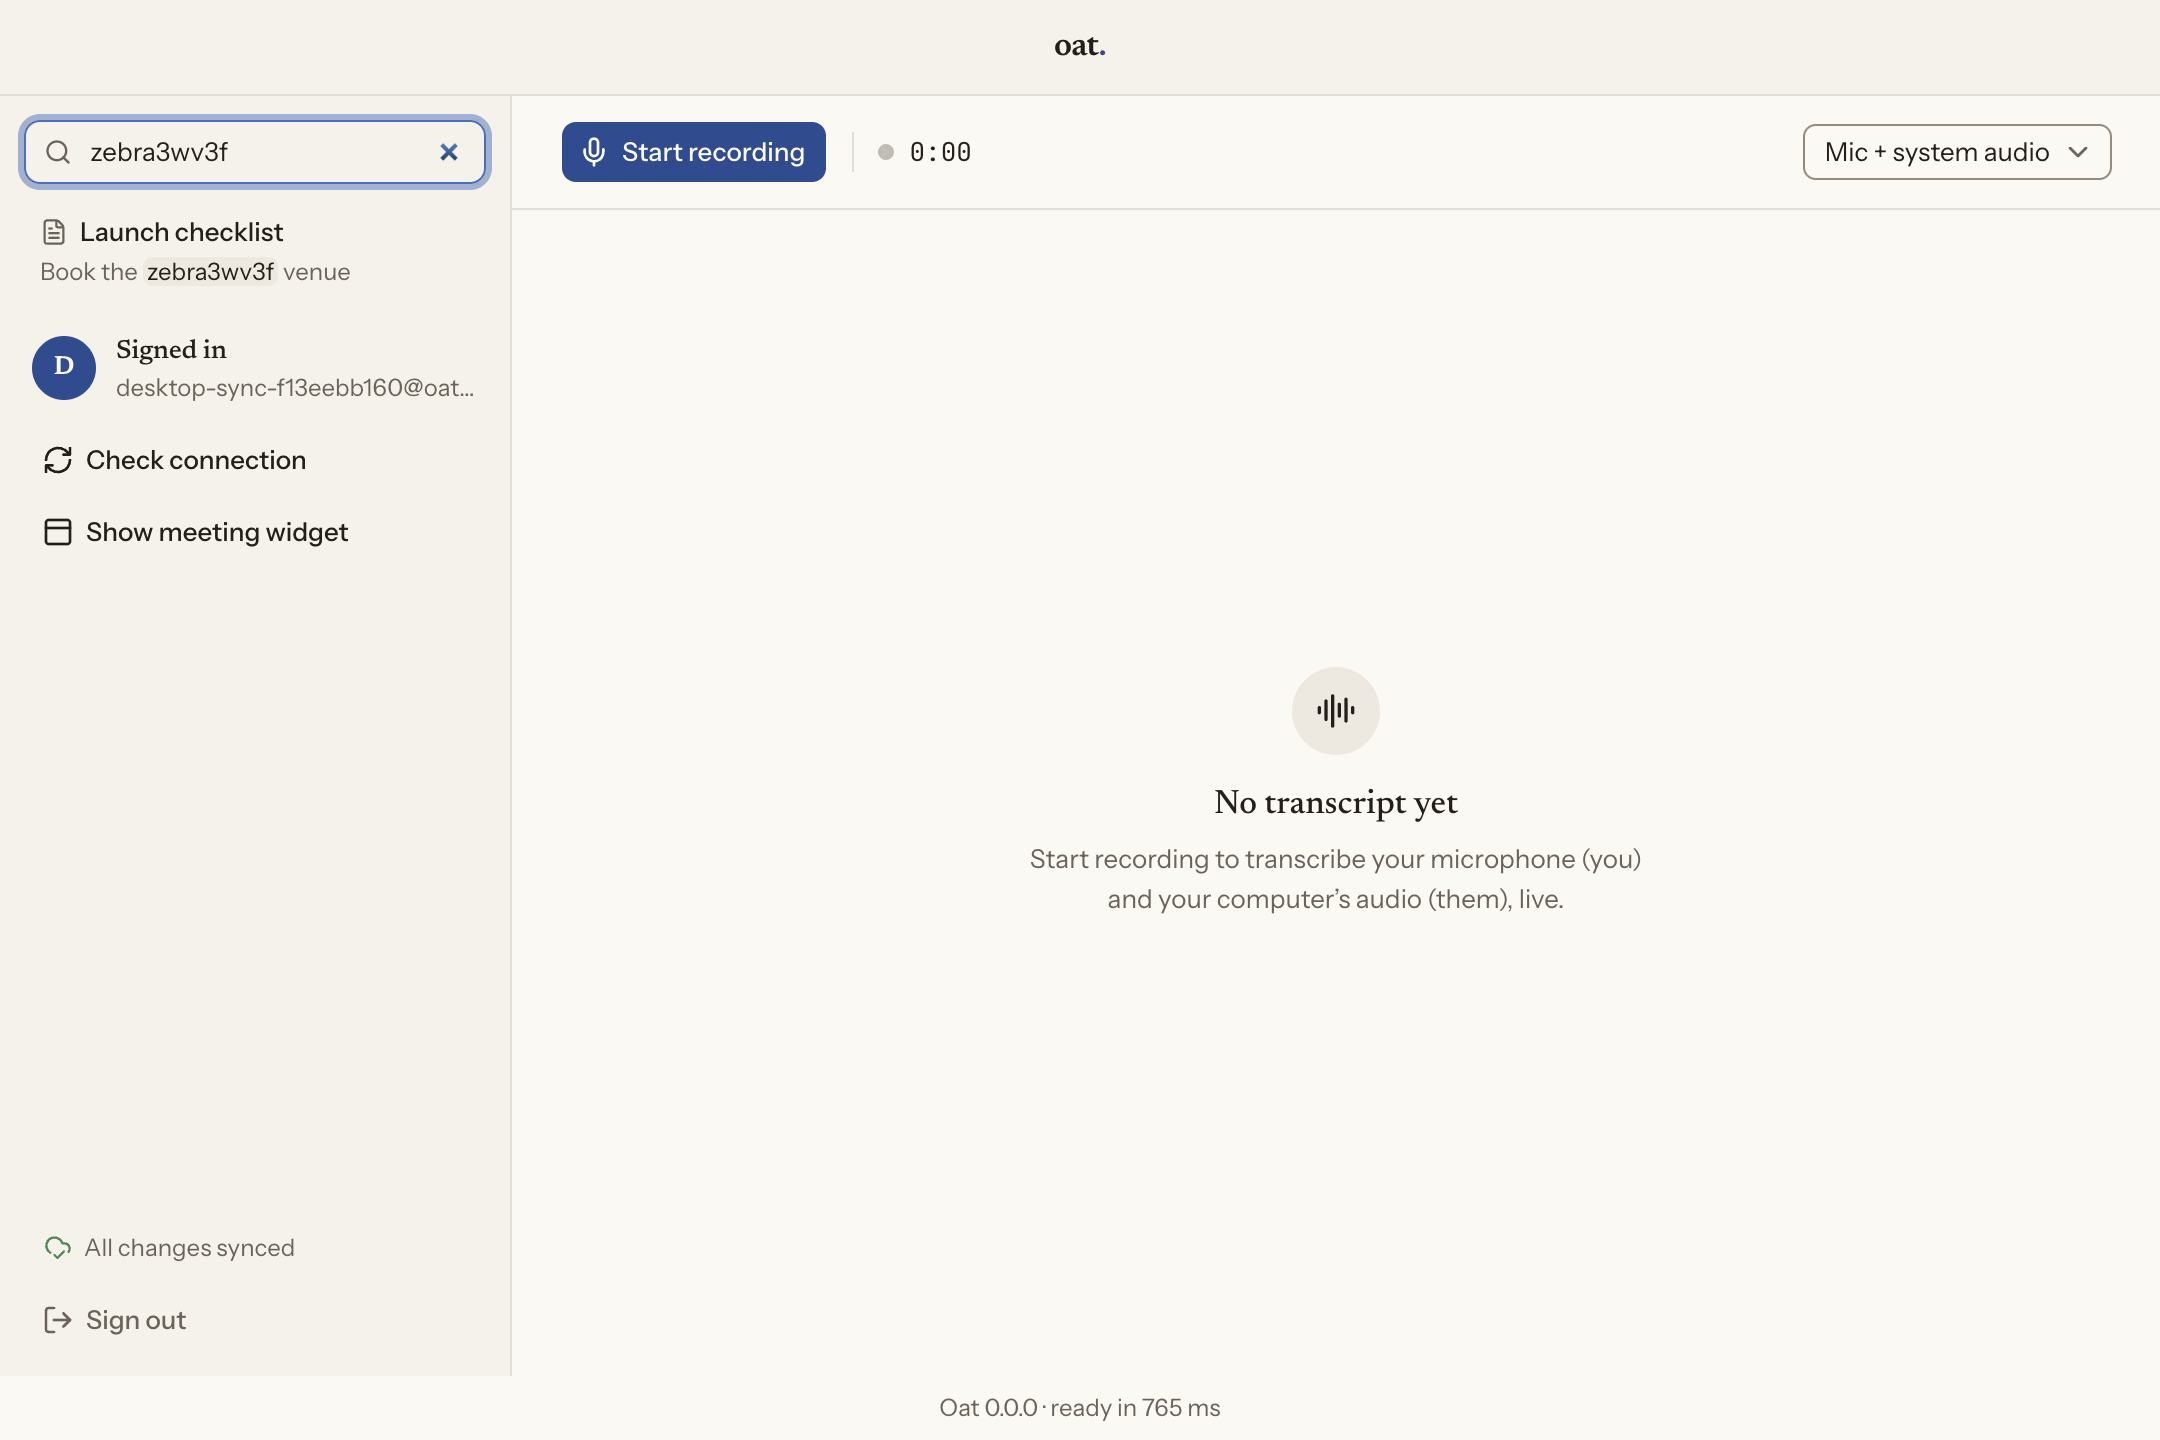 oat.
zebra3wv3f
Launch checklist
Book the zebra3wv3f venue
D
Signed in
desktop-sync-f13eebb160@oat...
Check connection
Show meeting widget
All changes synced
Sign out
Start recording
0:00
Mic + system audio
No transcript yet
Start recording to transcribe your microphone (you)
and your computer’s audio (them), live.
Oat 0.0.0 · ready in 765 ms